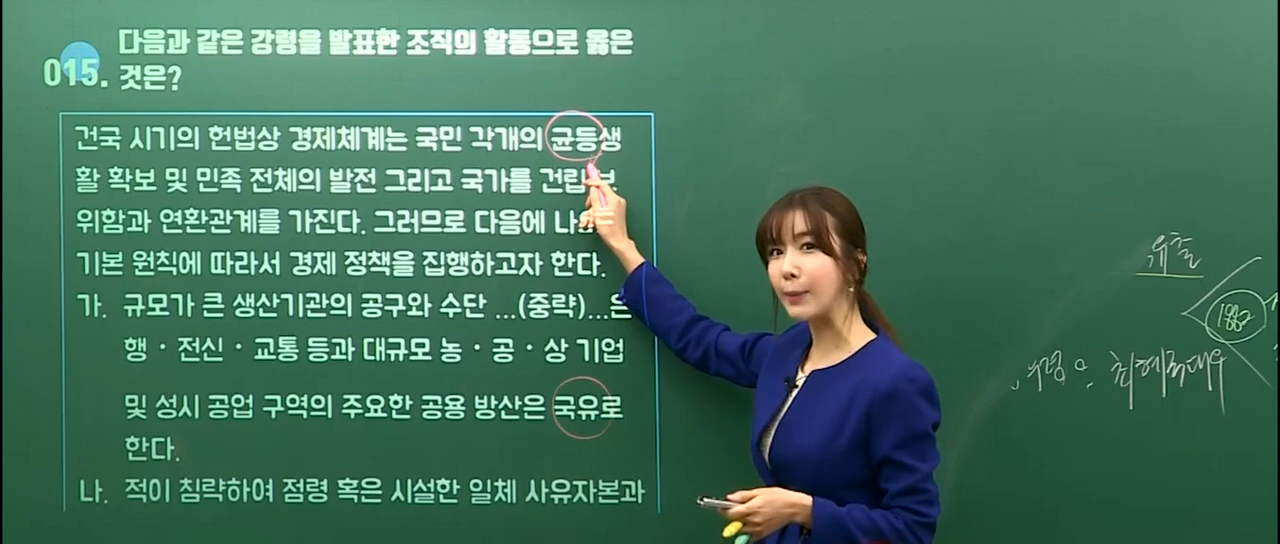 다음과 같은 강령을 발표한 조직의 활동으로 옳은
015. 것은?
건국 시기의 헌법상 경제체계는 국민 각개의 균등생
활 확보 및 민족 전체의 발전 그리고 국가를 건립
위함과 연환관계를 가진다. 그러므로 다음에
기본 원칙에 따라서 경제 정책을 집행하고자 한다.
가. 규모가 큰 생산기관의 공구와 수단 …(중략)…은
행·전신·교통 등과 대규모 농·공·상 기업
및 성시 공업 구역의 주요한 공용 방산은 국유로
한다.
나. 적이 침략하여 점령 혹은 시설한 일체 사유자본과
유출
1882